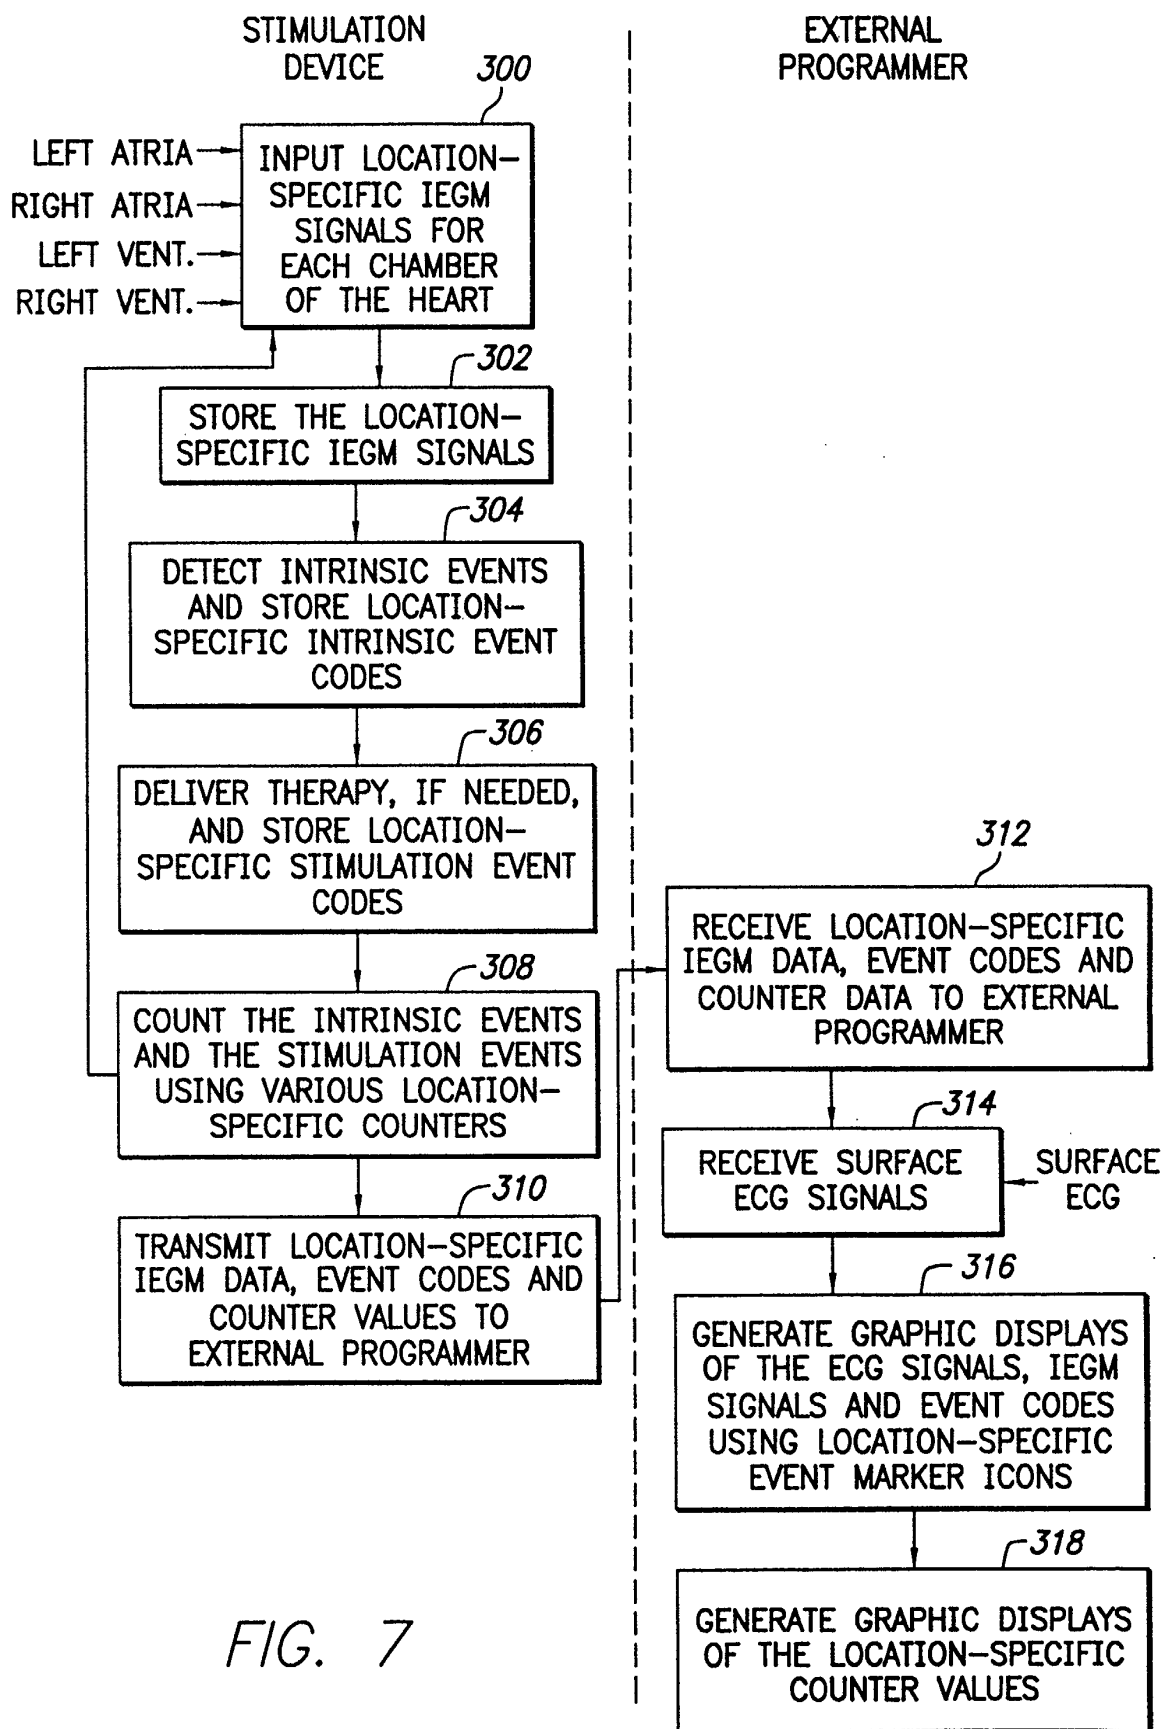 STIMULATION
DEVICE
300
LEFT ATRIA
RIGHT ATRIA
LEFT VENT.
RIGHT VENT.
INPUT LOCATION–
SPECIFIC IEGM
SIGNALS FOR
EACH CHAMBER
OF THE HEART
302
STORE THE LOCATION–
SPECIFIC IEGM SIGNALS
304
DETECT INTRINSIC EVENTS
AND STORE LOCATION–
SPECIFIC INTRINSIC EVENT
CODES
306
DELIVER THERAPY, IF NEEDED,
AND STORE LOCATION–
SPECIFIC STIMULATION EVENT
CODES
308
COUNT THE INTRINSIC EVENTS
AND THE STIMULATION EVENTS
USING VARIOUS LOCATION–
SPECIFIC COUNTERS
310
TRANSMIT LOCATION–SPECIFIC
IEGM DATA, EVENT CODES AND
COUNTER VALUES TO
EXTERNAL PROGRAMMER
EXTERNAL
PROGRAMMER
312
RECEIVE LOCATION–SPECIFIC
IEGM DATA, EVENT CODES AND
COUNTER DATA TO EXTERNAL
PROGRAMMER
314
RECEIVE SURFACE
ECG SIGNALS
SURFACE
ECG
316
GENERATE GRAPHIC DISPLAYS
OF THE ECG SIGNALS, IEGM
SIGNALS AND EVENT CODES
USING LOCATION–SPECIFIC
EVENT MARKER ICONS
318
GENERATE GRAPHIC DISPLAYS
OF THE LOCATION–SPECIFIC
COUNTER VALUES
FIG. 7